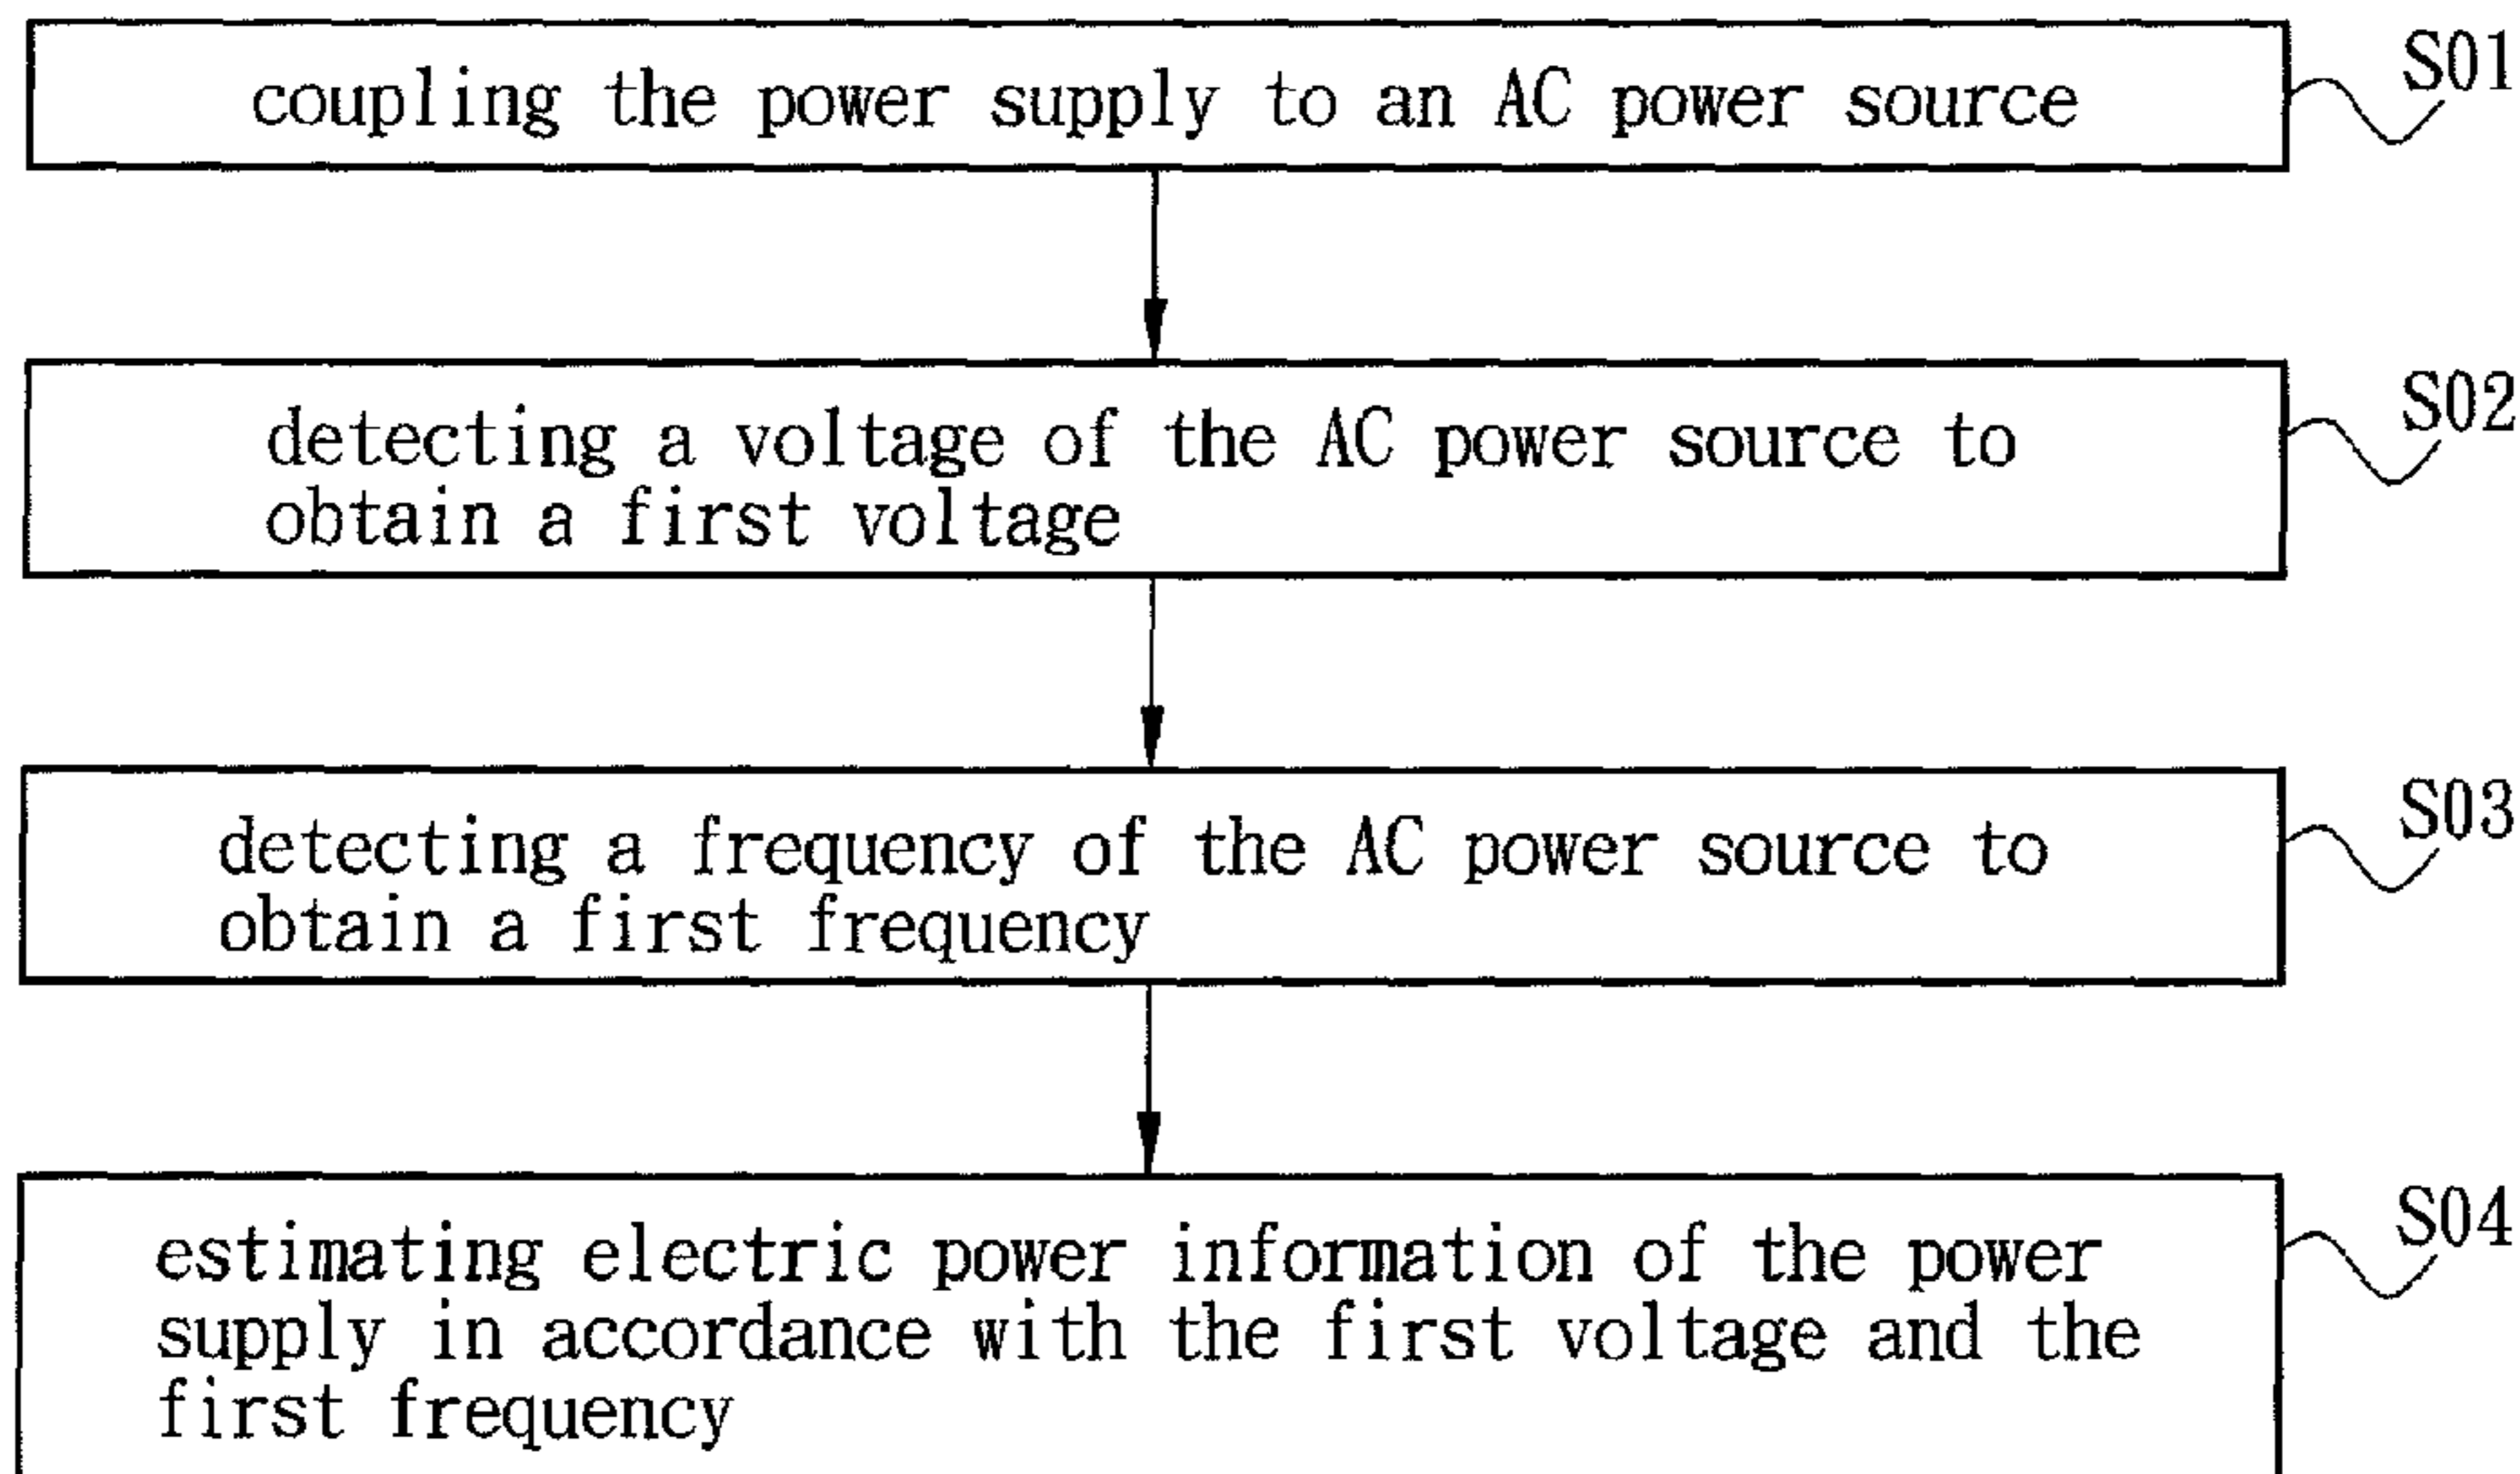 coupling the power supply to an AC power source
S01
detecting a voltage of the AC power source to
obtain a first voltage
S02
detecting a frequency of the AC power source to
obtain a first frequency
S03
estimating electric power information of the power
supply in accordance with the first voltage and the
first frequency
S04